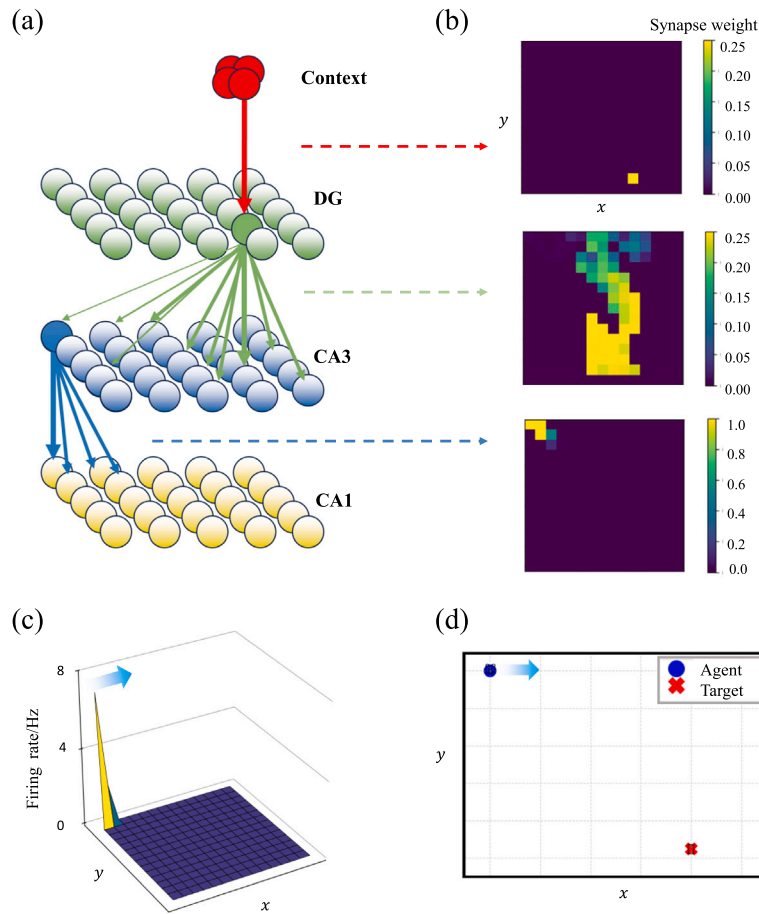 (a)
Context
DG
CA3
CA1
(b)
Synapse weight
y
x
0.25
0.20
0.15
0.10
0.05
0.00
0.25
0.20
0.15
0.10
0.05
0.00
1.0
0.8
0.6
0.4
0.2
0.0
(c)
Firing rate/Hz
8
4
0
y
x
(d)
Agent
Target
y
x